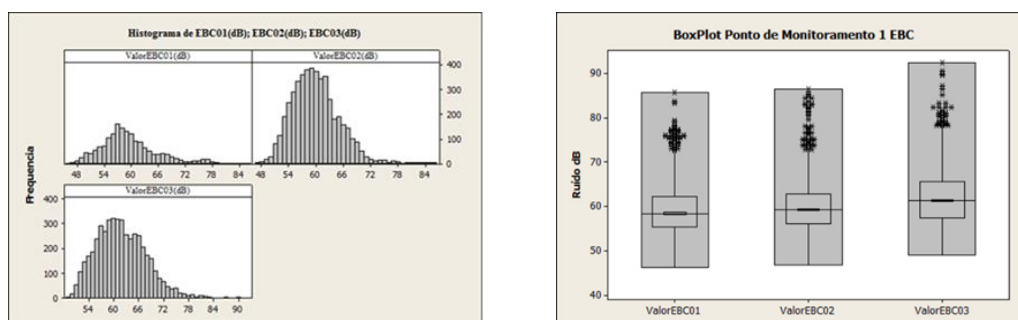 Histograma de EBC01(dB); EBC02(dB); EBC03(dB)
ValorEBC01(dB)
ValorEBC02(dB)
400
300
200
100
0
48 54 60 66 72 78 84
48 54 60 66 72 78 84
Frequencia
ValorEBC03(dB)
400
300
200
100
0
54 60 66 72 78 84 90
BoxPlot Ponto de Monitoramento 1 EBC
Ruído dB
90
80
70
60
50
40
ValorEBC01 ValorEBC02 ValorEBC03